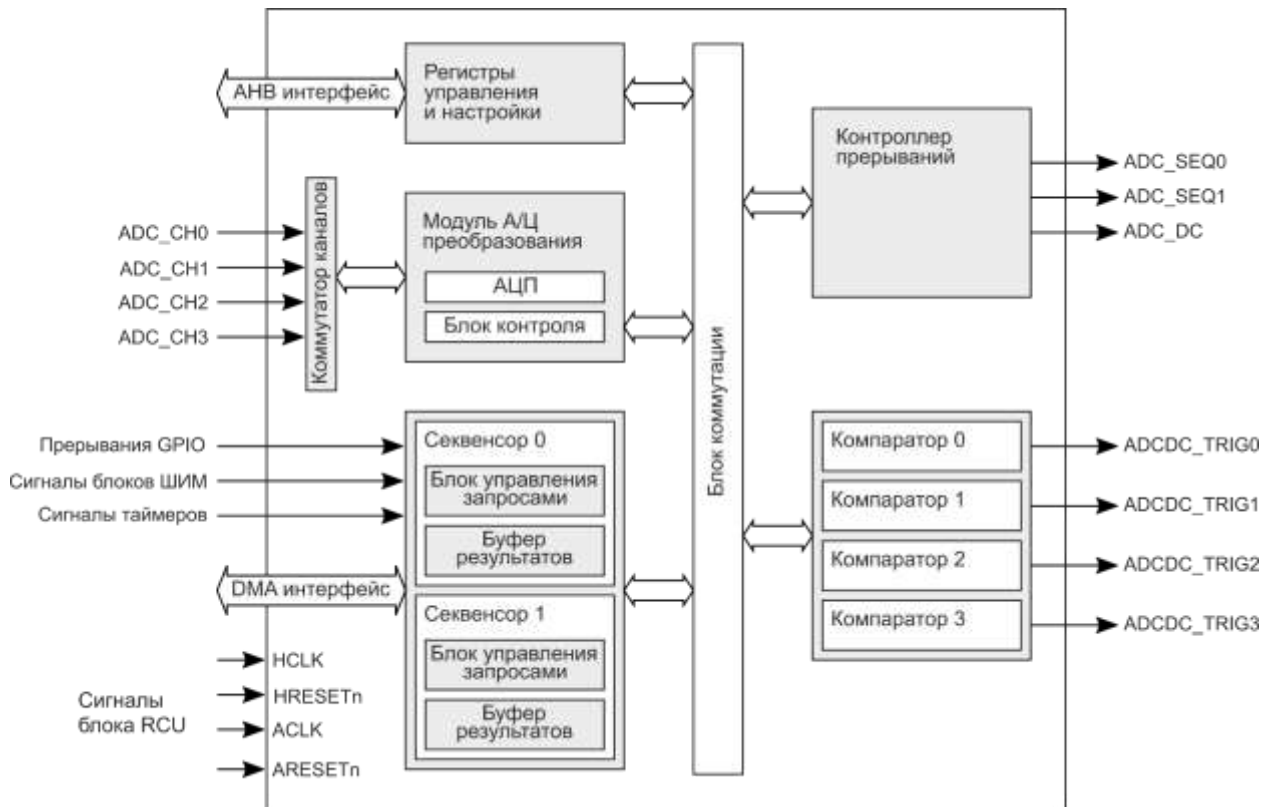 АНВ интерфейс
Регистры
управления
и настройки
Контроллер
прерываний
ADC_SEQ0
ADC_SEQ1
ADC_DC
ADC_CH0
ADC_CH1
ADC_CH2
ADC_CH3
Коммутатор каналов
Модуль А/Ц
преобразования
АЦП
Блок контроля
Блок коммутации
Прерывания GPIO
Сигналы блоков ШИМ
Сигналы таймеров
DMA интерфейс
Секвенсор 0
Блок управления
запросами
Буфер
результатов
Секвенсор 1
Блок управления
запросами
Буфер
результатов
Компаратор 0
Компаратор 1
Компаратор 2
Компаратор 3
ADCDC_TRIG0
ADCDC_TRIG1
ADCDC_TRIG2
ADCDC_TRIG3
Сигналы
блока RCU
HCLK
HRESETn
ACLK
ARESETn